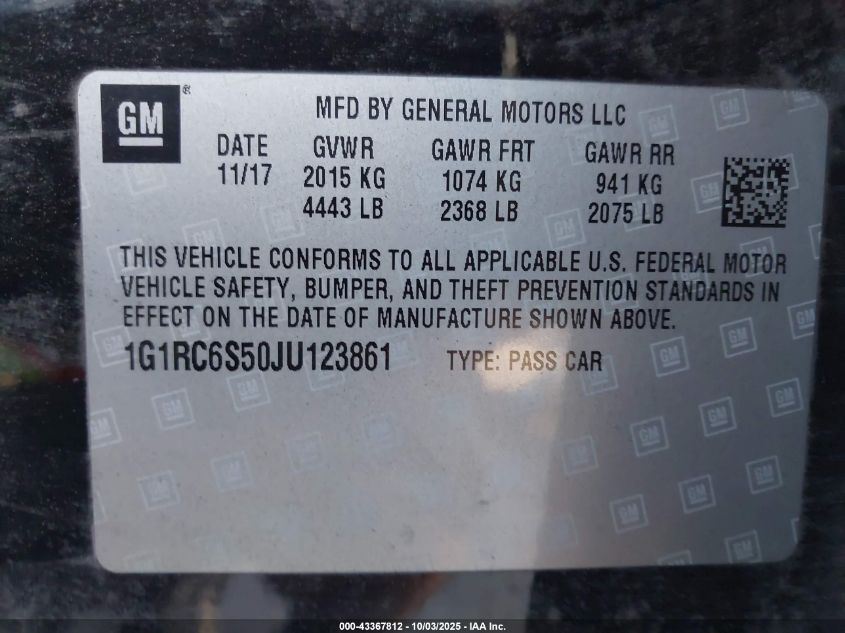 GM®
MFD BY GENERAL MOTORS LLC
DATE GVWR GAWR FRT GAWR RR
11/17 2015 KG 1074 KG 941 KG
4443 LB 2368 LB 2075 LB
THIS VEHICLE CONFORMS TO ALL APPLICABLE U.S. FEDERAL MOTOR
VEHICLE SAFETY, BUMPER, AND THEFT PREVENTION STANDARDS IN
EFFECT ON THE DATE OF MANUFACTURE SHOWN ABOVE.
1G1RC6S50JU123861 TYPE: PASS CAR
000-43367812 - 10/03/2025 - IAA Inc.